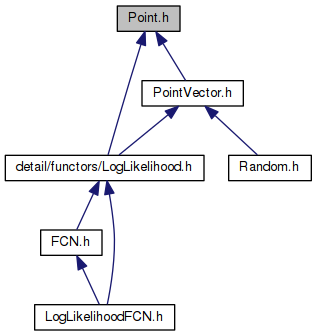 Point.h
PointVector.h
detail/functors/LogLikelihood.h
Random.h
FCN.h
LogLikelihoodFCN.h